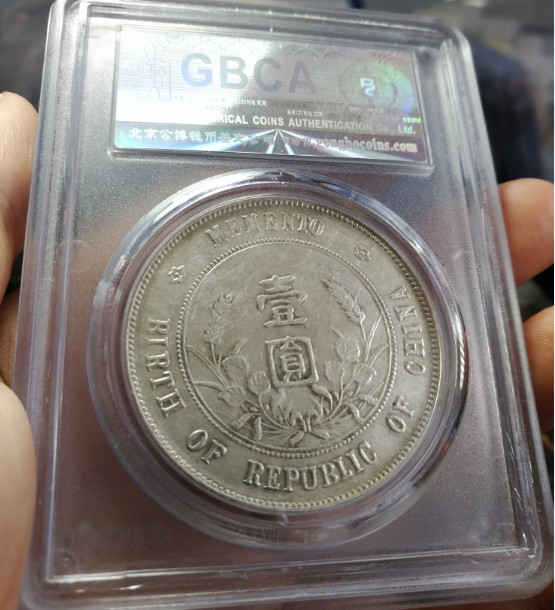 GBCA
RICAL COINS AUTHENTICATION Co., Ltd.
北京公博钱币
www.gongbocoins.com
MEMENTO
壹
圓
BIRTH OF REPUBLIC OF CHINA